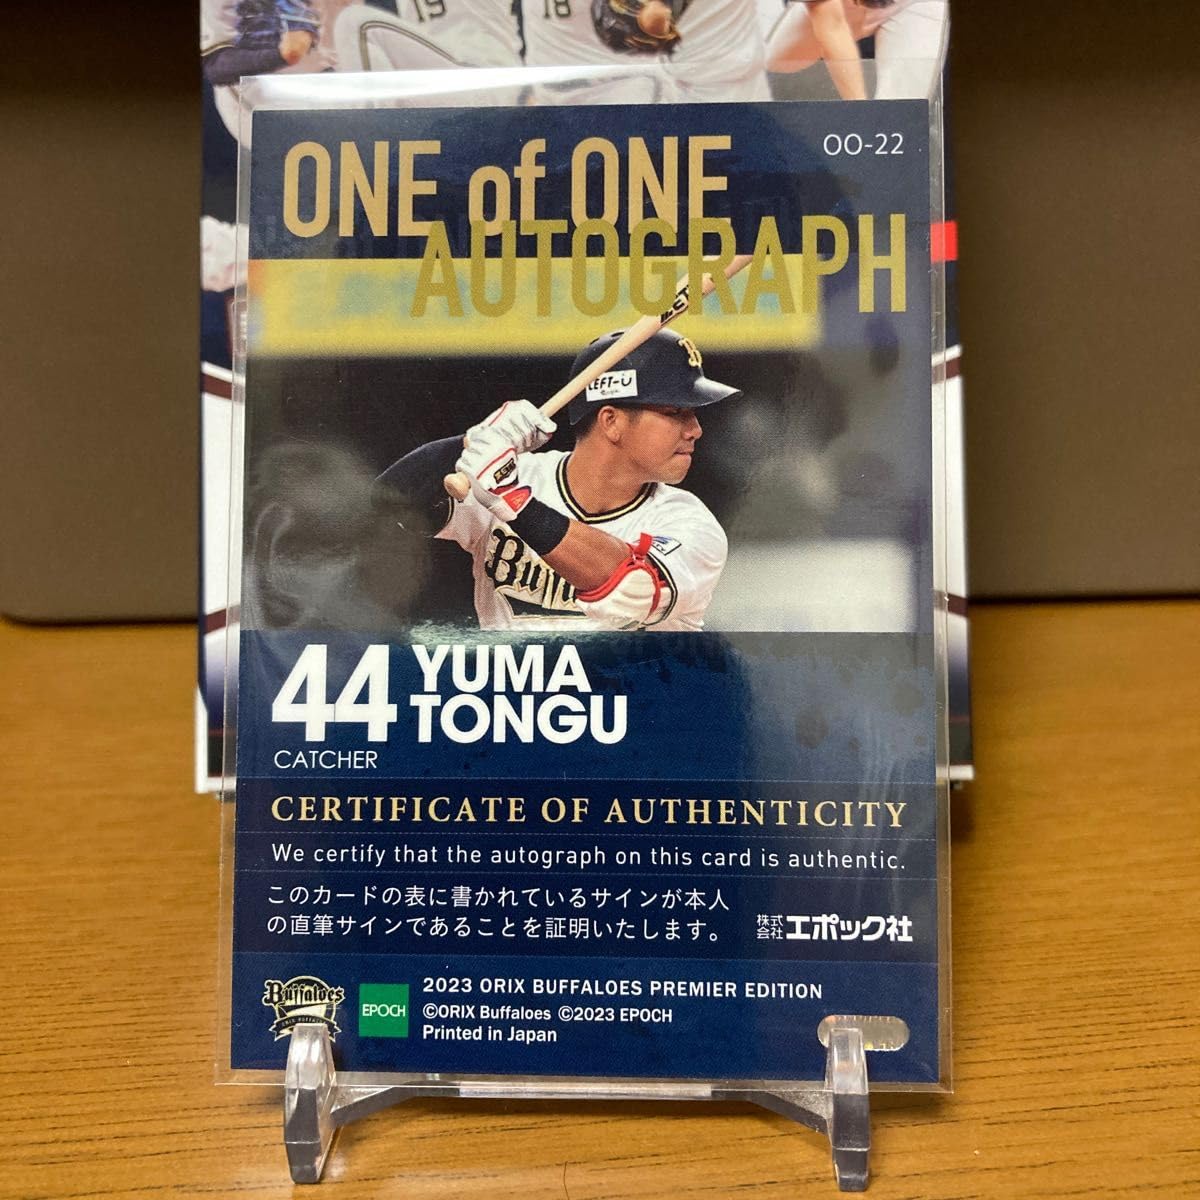 19
18
ONE of ONE
AUTOGRAPH
OO-22
B
LEFT-U
Buffa
44
YUMA
TONGU
CATCHER
CERTIFICATE OF AUTHENTICITY
We certify that the autograph on this card is authentic.
このカードの表に書かれているサインが本人
の直筆サインであることを証明いたします。
株式会社エポック社
Buffaloes
ORIX BUFFALOES
EPOCH
2023 ORIX BUFFALOES PREMIER EDITION
©ORIX Buffaloes ©2023 EPOCH
Printed in Japan